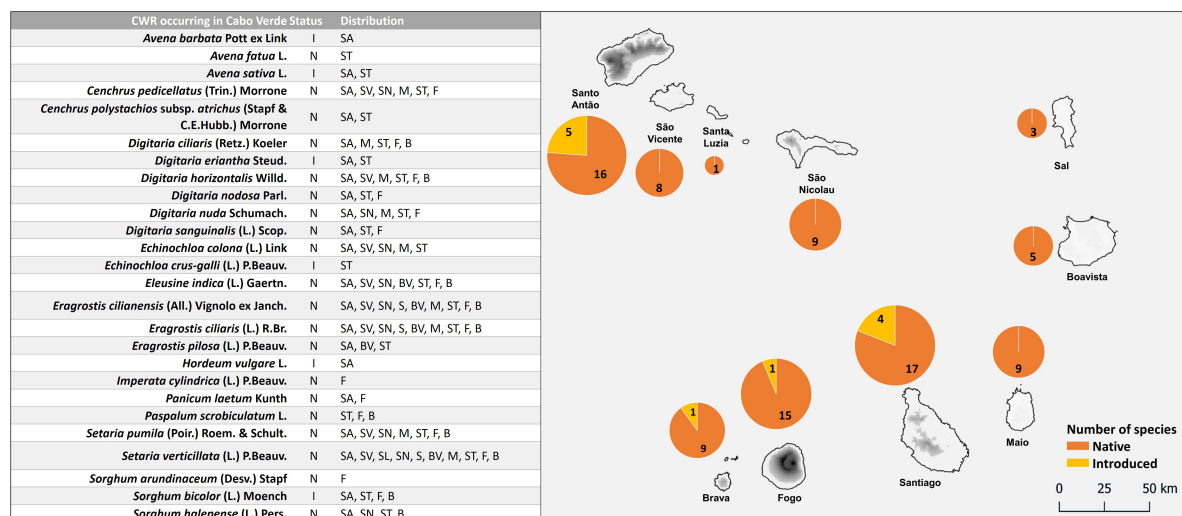 CWR occurring in Cabo Verde Status Distribution
Avena barbata Pott ex Link I SA
Avena fatua L. N ST
Avena sativa L. I SA, ST
Cenchrus pedicellatus (Trin.) Morrone N SA, SV, SN, M, ST, F
Cenchrus polystachios subsp. atrichus (Stapf &
C.E.Hubb.) Morrone N SA, ST
Digitaria ciliaris (Retz.) Koeler N SA, M, ST, F, B
Digitaria eriantha Steud. I SA, ST
Digitaria horizontalis Willd. N SA, SV, M, ST, F, B
Digitaria nodosa Parl. N SA, ST, F
Digitaria nuda Schumach. N SA, SN, M, ST, F
Digitaria sanguinalis (L.) Scop. N SA, ST, F
Echinochloa colona (L.) Link N SA, SV, SN, M, ST
Echinochloa crus-galli (L.) P.Beauv. I ST
Eleusine indica (L.) Gaertn. N SA, SV, SN, BV, ST, F, B
Eragrostis cilianensis (All.) Vignolo ex Janch. N SA, SV, SN, S, BV, M, ST, F, B
Eragrostis ciliaris (L.) R.Br. N SA, SV, SN, S, BV, M, ST, F, B
Eragrostis pilosa (L.) P.Beauv. N SA, BV, ST
Hordeum vulgare L. I SA
Imperata cylindrica (L.) P.Beauv. N F
Panicum laetum Kunth N SA, F
Paspalum scrobiculatum L. N ST, F, B
Setaria pumila (Poir.) Roem. & Schult. N SA, SV, SN, M, ST, F, B
Setaria verticillata (L.) P.Beauv. N SA, SV, SL, SN, S, BV, M, ST, F, B
Sorghum arundinaceum (Desv.) Stapf N F
Sorghum bicolor (L.) Moench I SA, ST, F, B
Sorghum halepense (L.) Pers. N SA, SN, ST, B
Santo
Antão
5
16
São
Vicente
8
Santa
Luzia
1
São
Nicolau
9
3
Sal
5
Boavista
4
17
Santiago
9
Maio
1
15
Fogo
1
9
Brava
Number of species
Native
Introduced
0 25 50 km